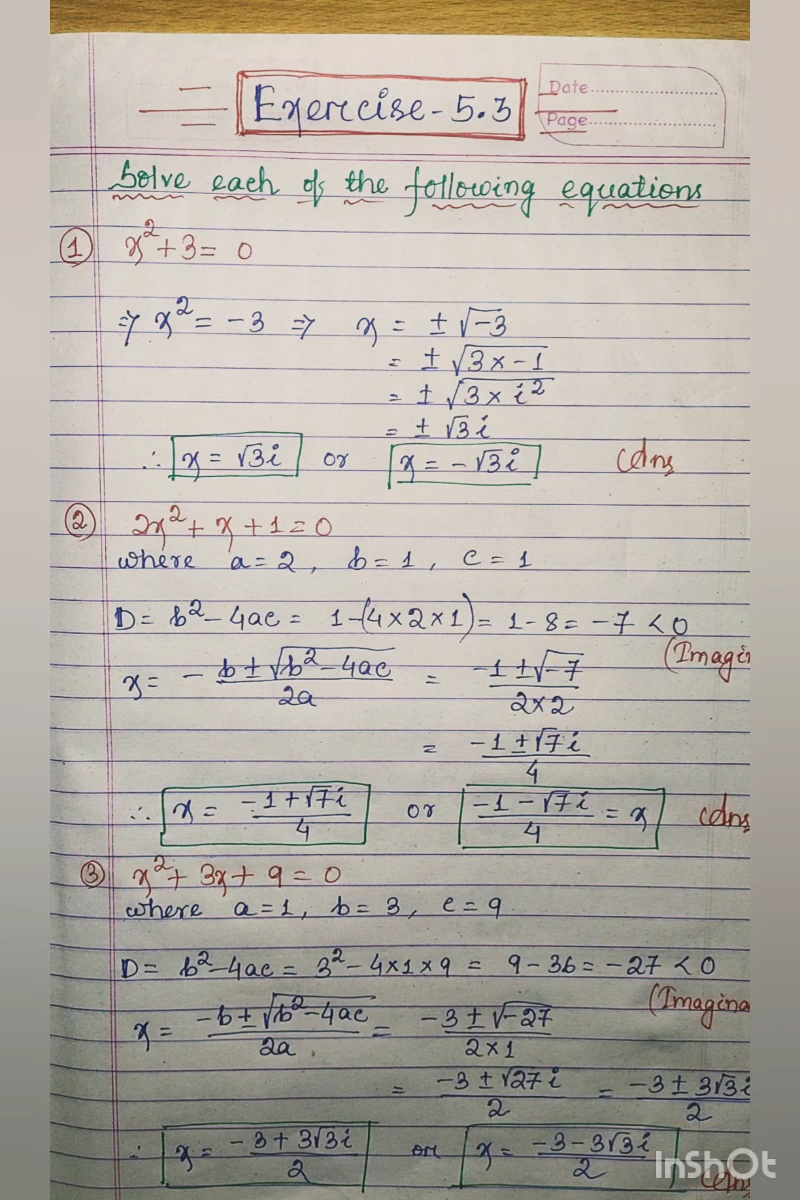 Exercise - 5.3
Date
Page
Solve each of the following equations
① x² + 3 = 0
⇒ x² = -3 ⇒ x = ± √-3
= ± √3 × -1
= ± √3 × i²
= ± √3 i
∴ x = √3 i or x = - √3 i Ans
② 2x² + x + 1 = 0
where a = 2, b = 1, c = 1
D = b² - 4ac = 1 - (4 × 2 × 1) = 1 - 8 = -7 < 0
(Imagin
x = - b ± √b² - 4ac / 2a = -1 ± √-7 / 2 × 2
= -1 ± √7 i / 4
∴ x = -1 + √7 i / 4 or -1 - √7 i / 4 = x Ans
③ x² + 3x + 9 = 0
where a = 1, b = 3, c = 9
D = b² - 4ac = 3² - 4 × 1 × 9 = 9 - 36 = -27 < 0
(Imagina
x = -b ± √b² - 4ac / 2a = -3 ± √-27 / 2 × 1
= -3 ± √27 i / 2 = -3 ± 3√3 i / 2
∴ x = -3 + 3√3 i / 2 or x = -3 - 3√3 i / 2
Ans
InShOt